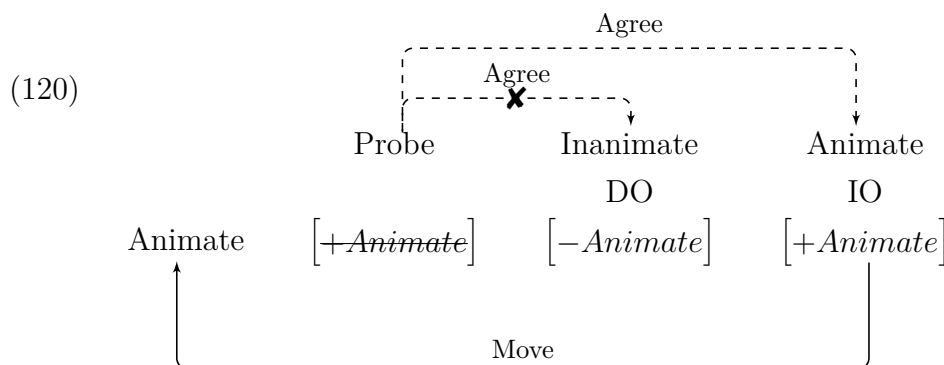 Agree
(120)
Agree
✘
Probe Inanimate Animate
DO IO
Animate [+Animate] [−Animate] [+Animate]
Move